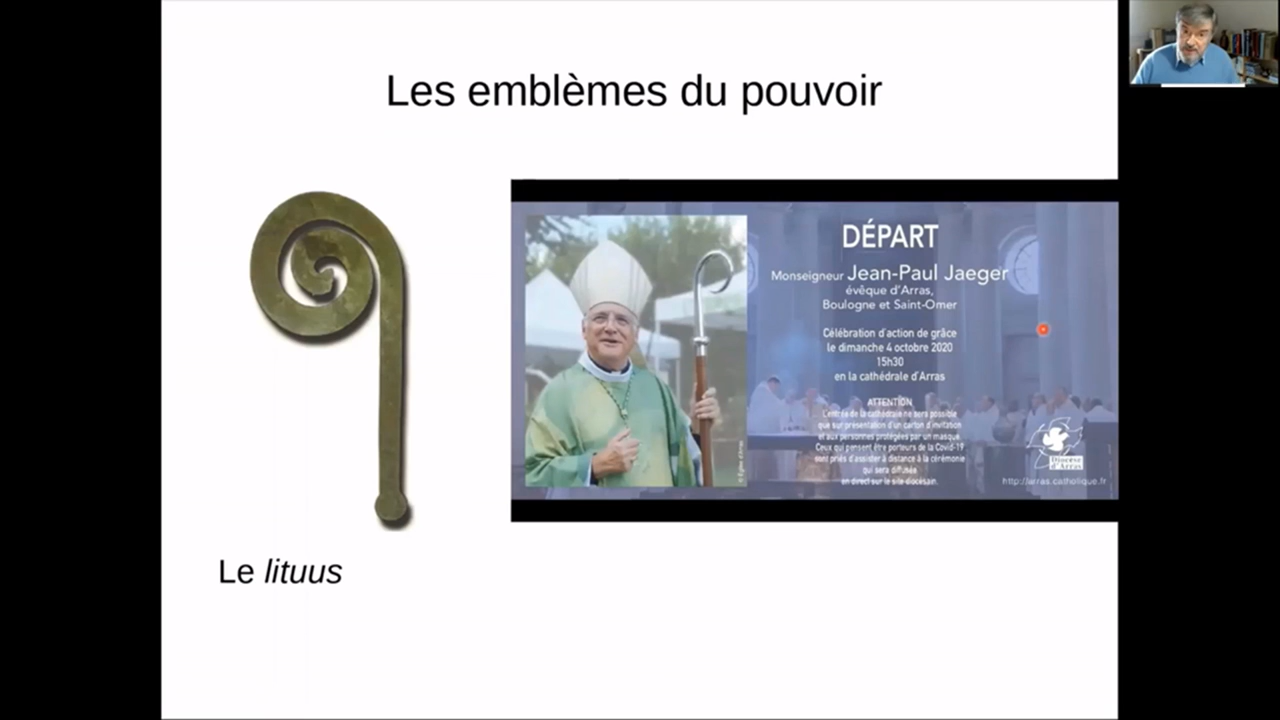 Les emblèmes du pouvoir
DÉPART
Monseigneur Jean-Paul Jaeger
évêque d'Arras,
Boulogne et Saint-Omer
Célébration d'action de grâce
le dimanche 4 octobre 2020
15h30
en la cathédrale d'Arras
ATTENTION
L'entrée de la cathédrale ne sera possible
que sur présentation d'un carton d'invitation
et aux personnes protégées par un masque.
Ceux qui pensent être porteurs de la Covid-19
sont priés d'assister à distance à la cérémonie
qui sera diffusée
en direct sur le site diocésain.
Diocèse
d'Arras
http://arras.catholique.fr
Le lituus